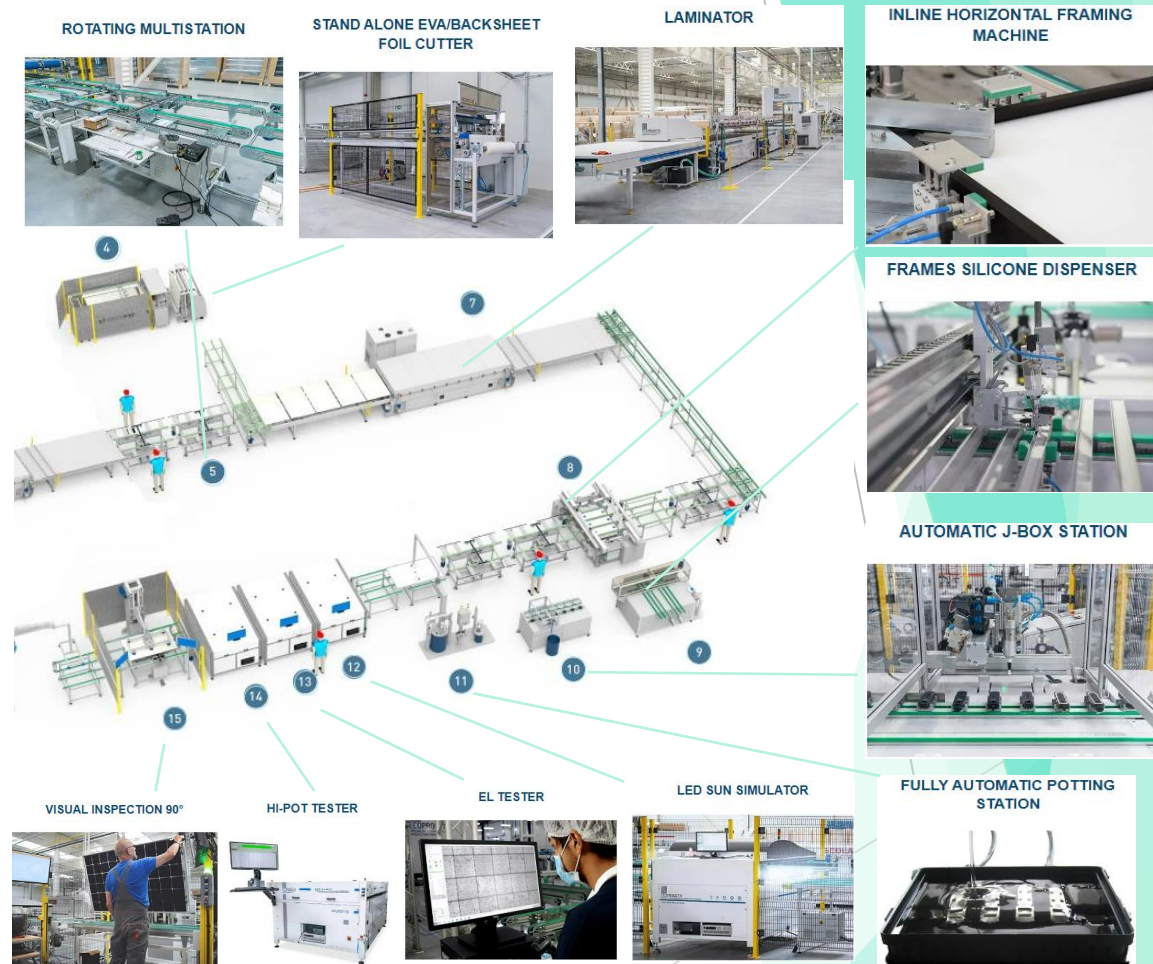 ROTATING MULTISTATION
STAND ALONE EVA/BACKSHEET
FOIL CUTTER
LAMINATOR
INLINE HORIZONTAL FRAMING
MACHINE
4
7
FRAMES SILICONE DISPENSER
5
8
AUTOMATIC J-BOX STATION
9
10
11
12
13
14
15
VISUAL INSPECTION 90°
HI-POT TESTER
EL TESTER
LED SUN SIMULATOR
FULLY AUTOMATIC POTTING
STATION